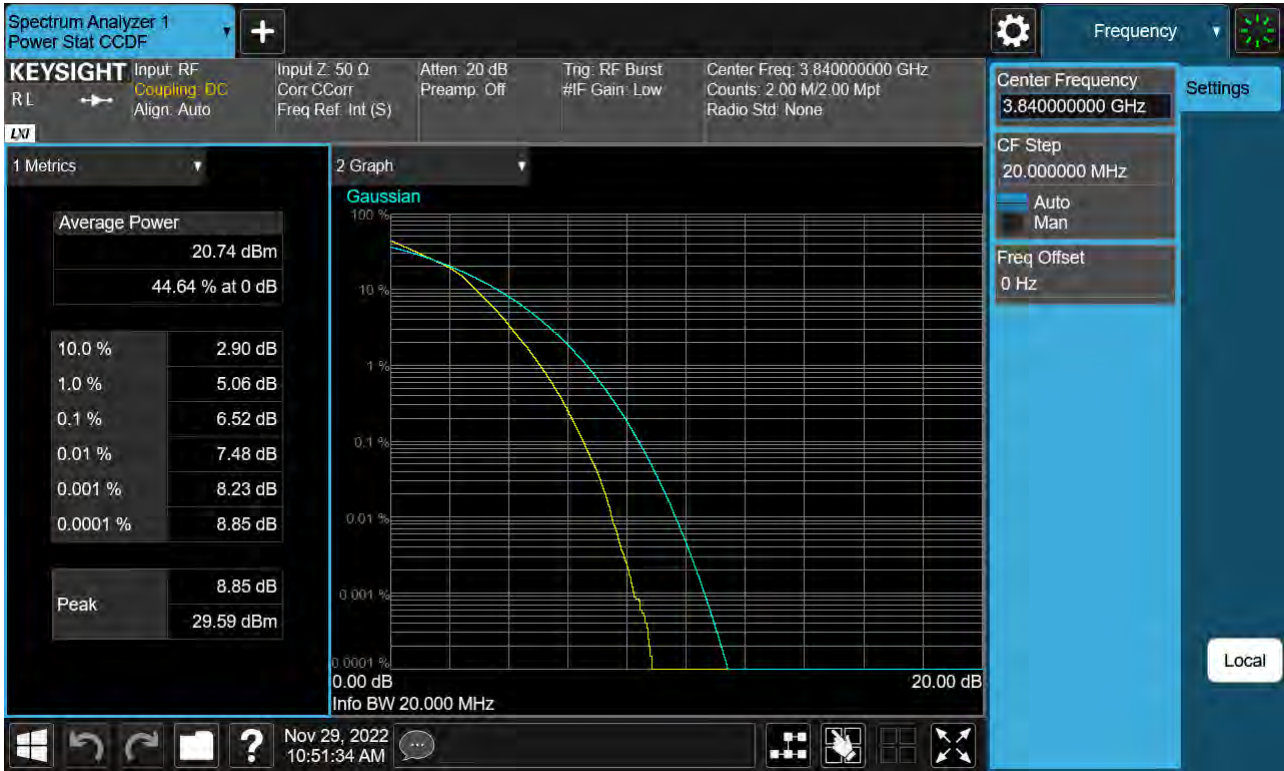 Spectrum Analyzer 1
Power Stat CCDF
+
Frequency
KEYSIGHT
RL
LXI
Input: RF
Coupling: DC
Align: Auto
Input Z: 50 Ω
Corr CCorr
Freq Ref: Int (S)
Atten: 20 dB
Preamp: Off
Trig: RF Burst
#IF Gain: Low
Center Freq: 3.840000000 GHz
Counts: 2.00 M/2.00 Mpt
Radio Std: None
Center Frequency
3.840000000 GHz
Settings
CF Step
20.000000 MHz
Auto
Man
Freq Offset
0 Hz
1 Metrics
Average Power
20.74 dBm
44.64 % at 0 dB
10.0 % 2.90 dB
1.0 % 5.06 dB
0.1 % 6.52 dB
0.01 % 7.48 dB
0.001 % 8.23 dB
0.0001 % 8.85 dB
Peak 8.85 dB
29.59 dBm
2 Graph
Gaussian
100 %
10 %
1 %
0.1 %
0.01 %
0.001 %
0.0001 %
0.00 dB 20.00 dB
Info BW 20.000 MHz
Local
?
Nov 29, 2022
10:51:34 AM